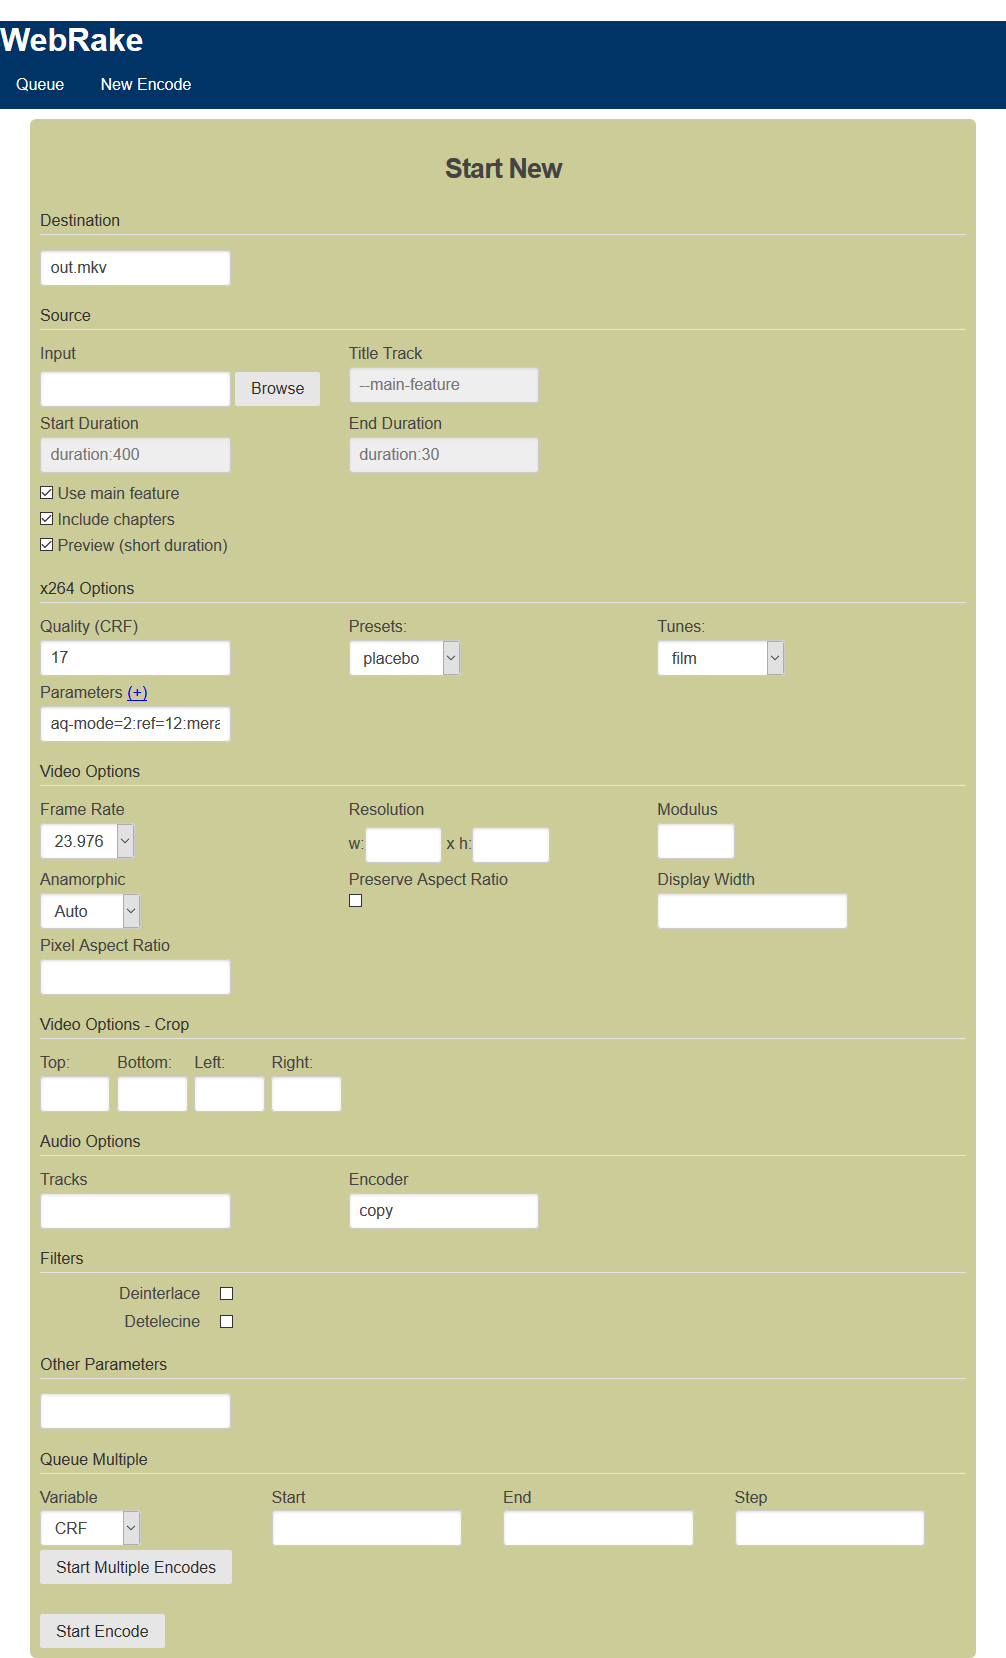 WebRake
Queue New Encode
Start New
Destination
out.mkv
Source
Input Title Track
Browse --main-feature
Start Duration End Duration
duration:400 duration:30
Use main feature
Include chapters
Preview (short duration)
x264 Options
Quality (CRF) Presets: Tunes:
17 placebo film
Parameters (+)
aq-mode=2:ref=12:mera
Video Options
Frame Rate Resolution Modulus
23.976 w: x h:
Anamorphic Preserve Aspect Ratio Display Width
Auto
Pixel Aspect Ratio
Video Options - Crop
Top: Bottom: Left: Right:
Audio Options
Tracks Encoder
copy
Filters
Deinterlace
Detelecine
Other Parameters
Queue Multiple
Variable Start End Step
CRF
Start Multiple Encodes
Start Encode